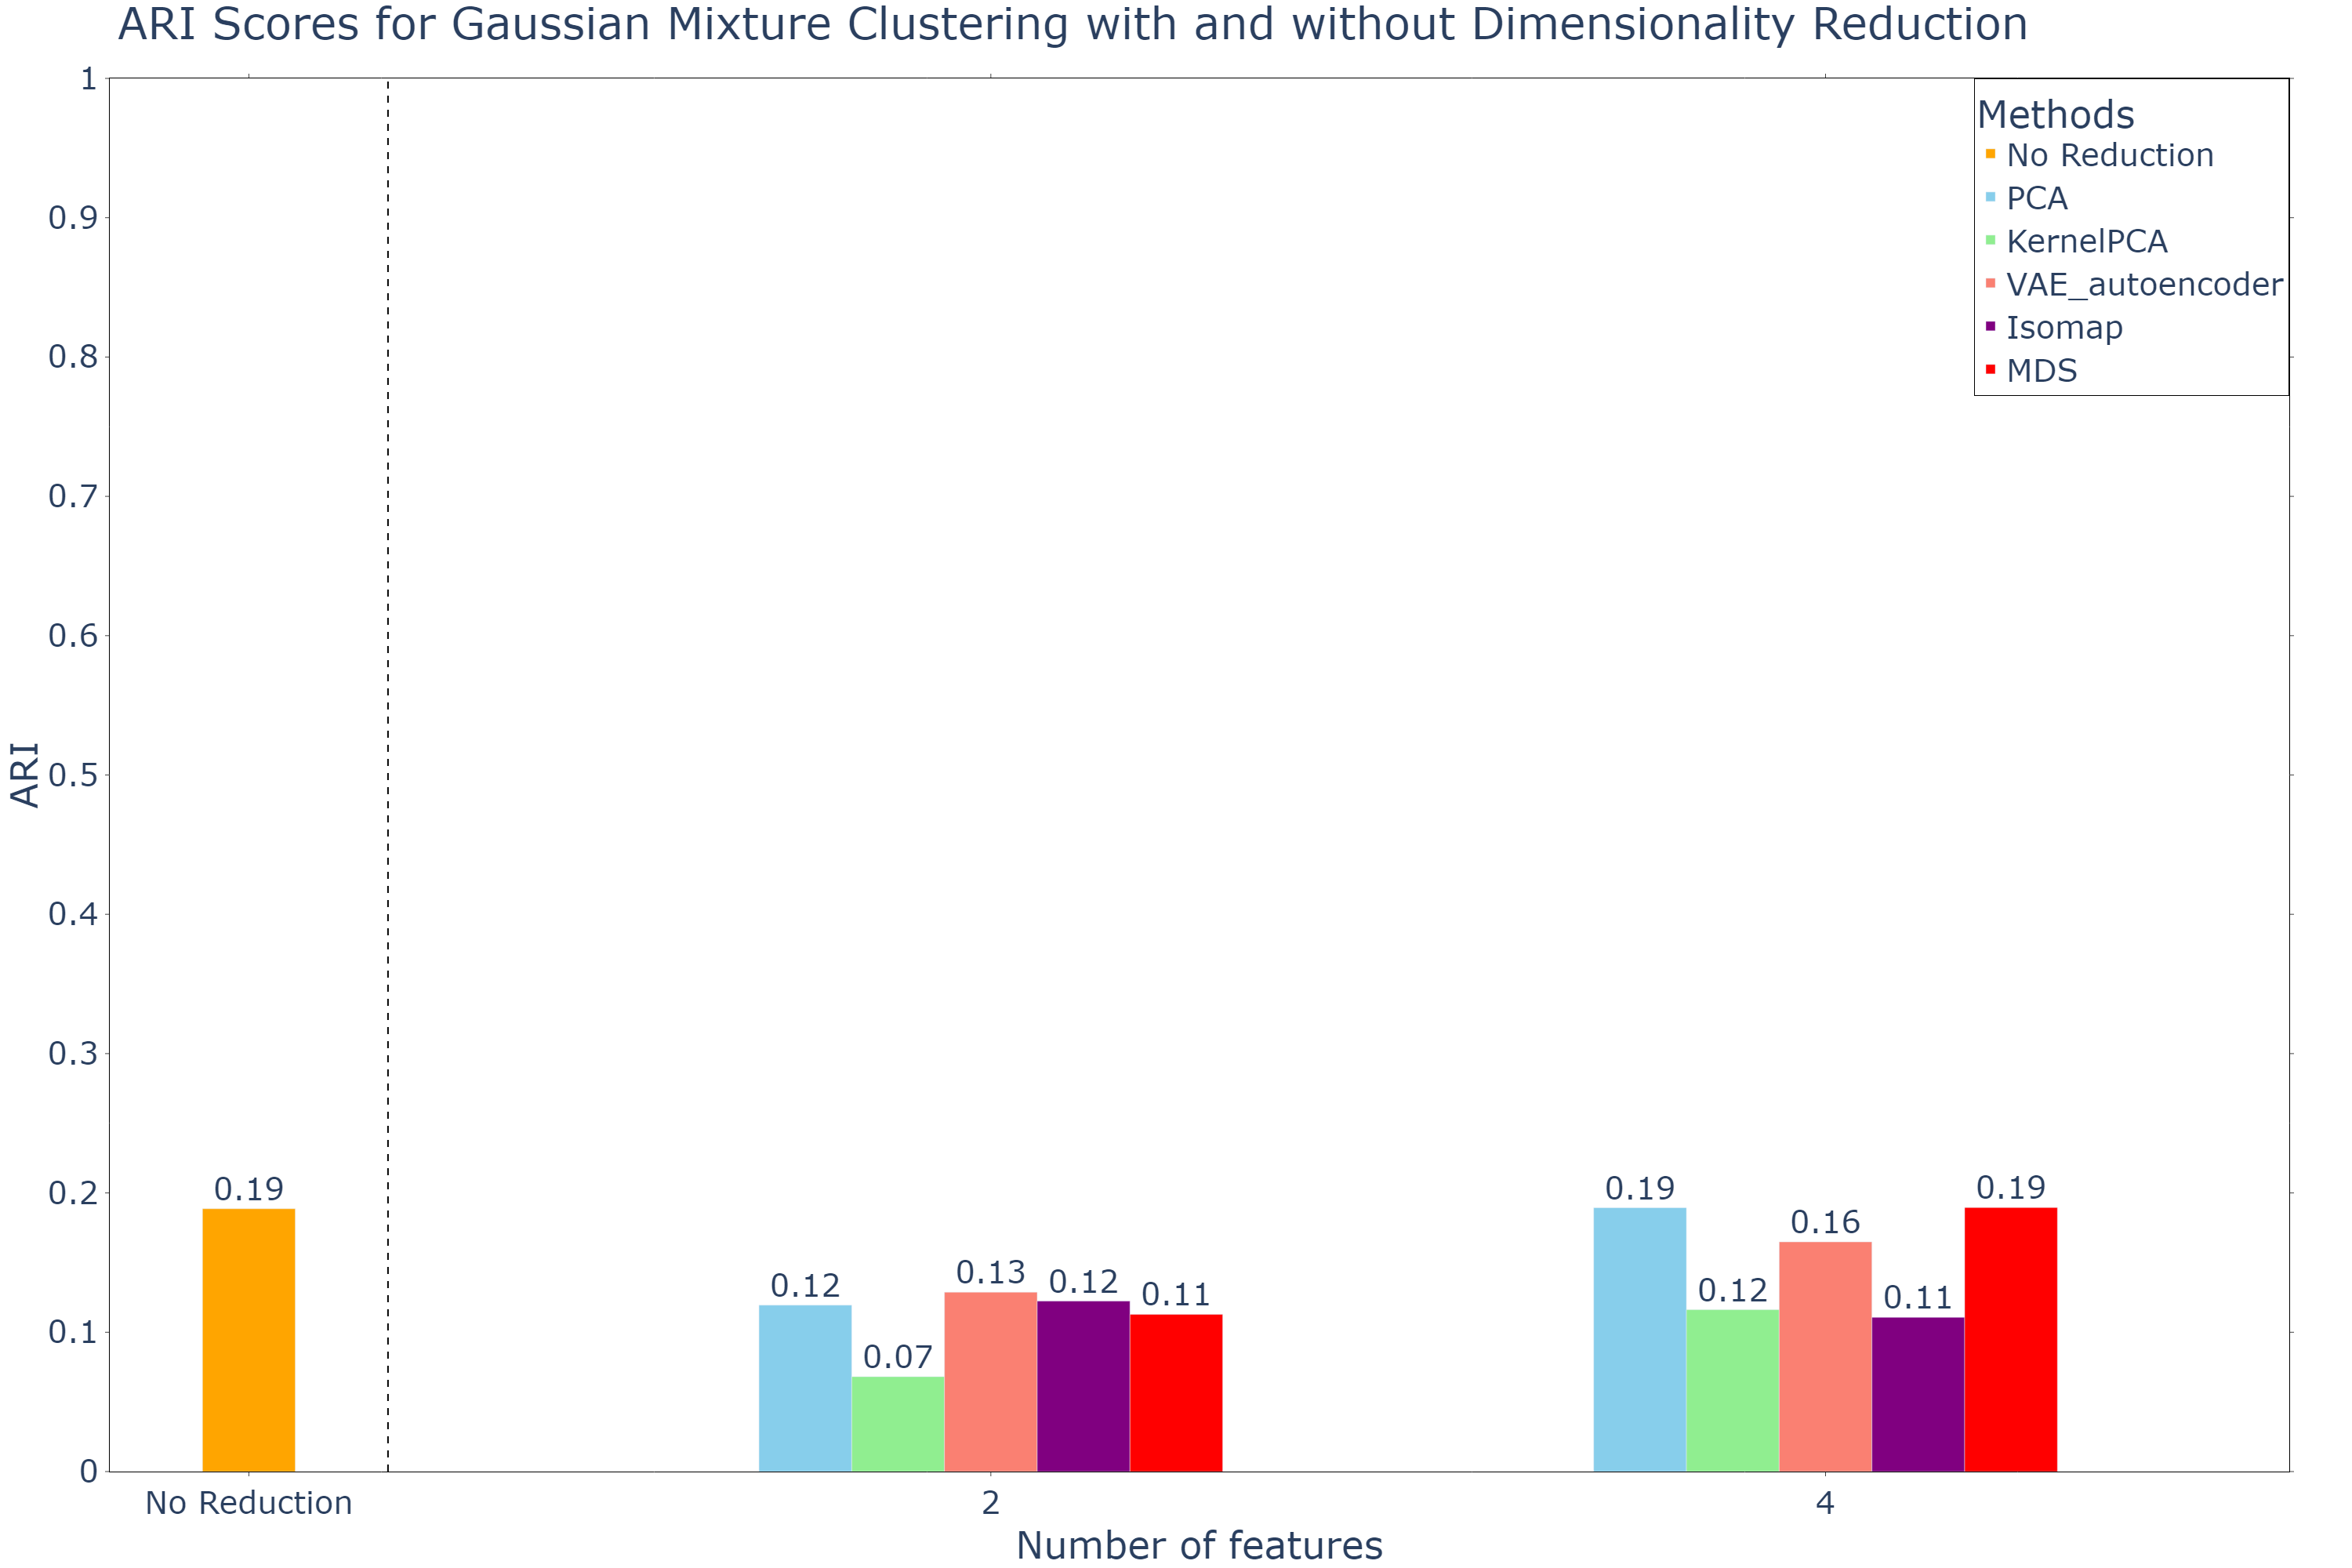 ARI Scores for Gaussian Mixture Clustering with and without Dimensionality Reduction
1
0.9
0.8
0.7
0.6
0.5
0.4
0.3
0.2
0.1
0
ARI
Methods
No Reduction
PCA
KernelPCA
VAE_autoencoder
Isomap
MDS
0.19
0.12
0.07
0.13
0.12
0.11
0.19
0.12
0.16
0.11
0.19
No Reduction
2
4
Number of features